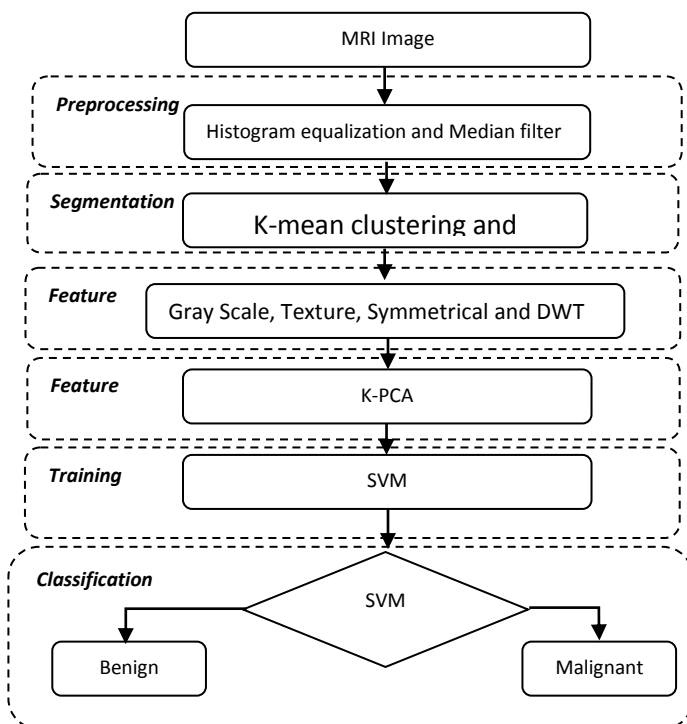 MRI Image
Preprocessing
Histogram equalization and Median filter
Segmentation
K-mean clustering and
Feature
Gray Scale, Texture, Symmetrical and DWT
Feature
K-PCA
Training
SVM
Classification
SVM
Benign
Malignant